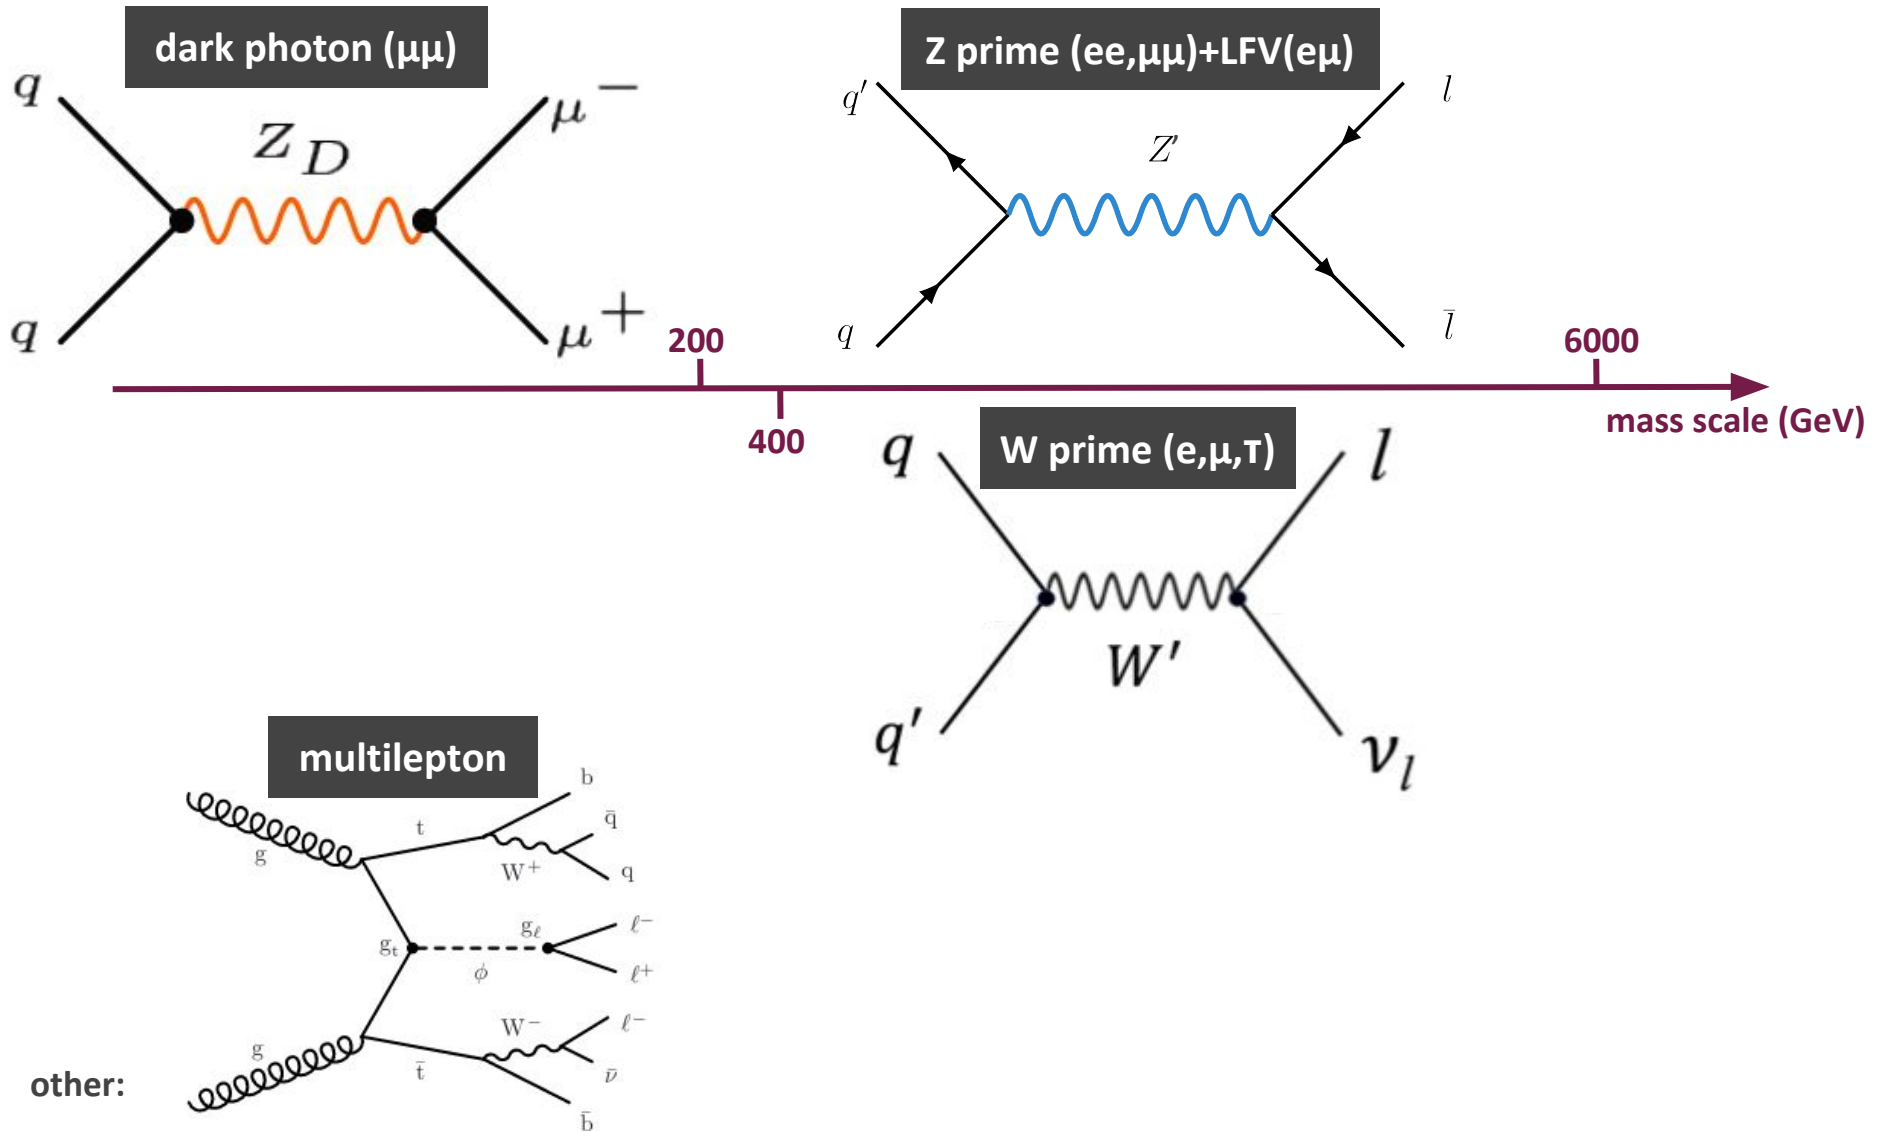 dark photon (μμ)
q
Z_D
μ^−
q
μ^+
Z prime (ee,μμ)+LFV(eμ)
q′
Z′
l
q
l̄
200
6000
400
mass scale (GeV)
W prime (e,μ,τ)
q
l
W′
q′
ν_l
multilepton
b
t
q̄
g
W^+
q
g_t
g_ℓ
ℓ^−
ϕ
ℓ^+
g
W^−
ℓ^−
t̄
ν̄
b̄
other: